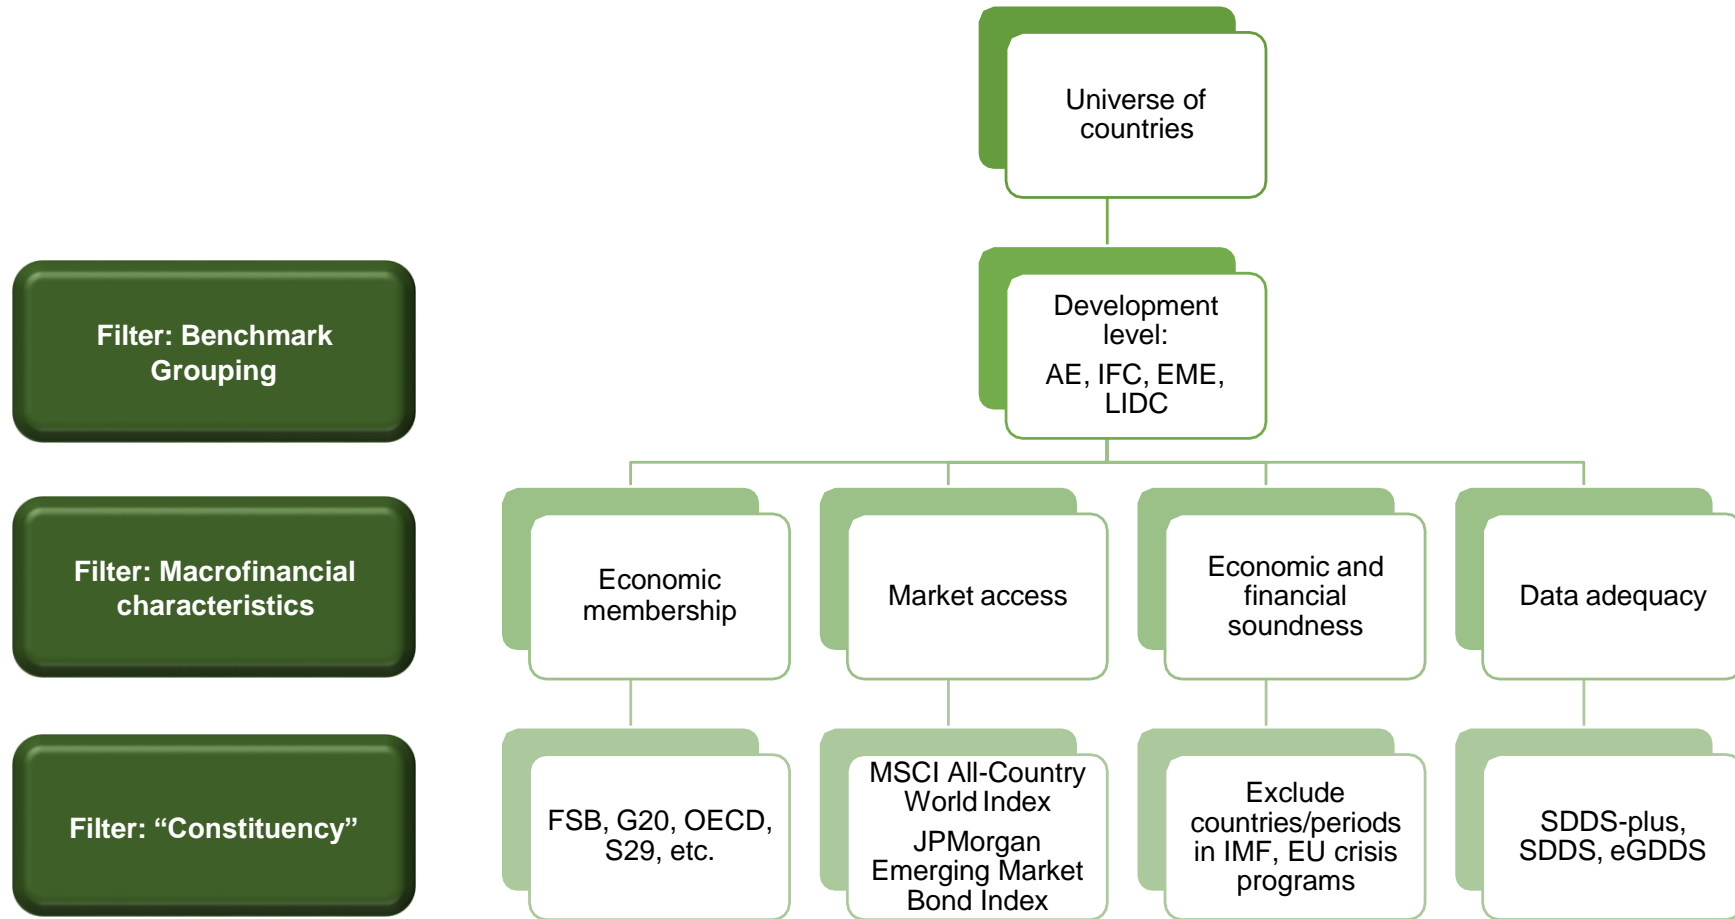 Universe of
countries
Filter: Benchmark
Grouping
Development
level:
AE, IFC, EME,
LIDC
Filter: Macrofinancial
characteristics
Economic
membership
Market access
Economic and
financial
soundness
Data adequacy
Filter: “Constituency”
FSB, G20, OECD,
S29, etc.
MSCI All-Country
World Index
JPMorgan
Emerging Market
Bond Index
Exclude
countries/periods
in IMF, EU crisis
programs
SDDS-plus,
SDDS, eGDDS